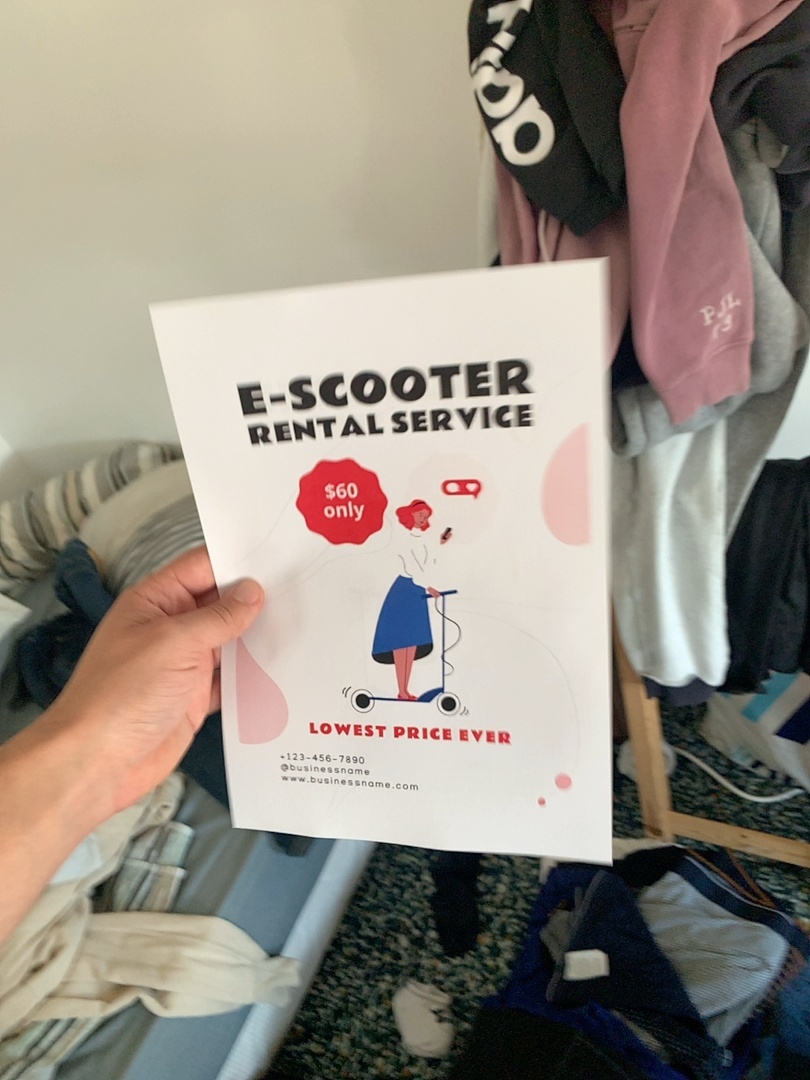 E-SCOOTER
RENTAL SERVICE
$60
only
LOWEST PRICE EVER
+123-456-7890
@businessname
www.businessname.com